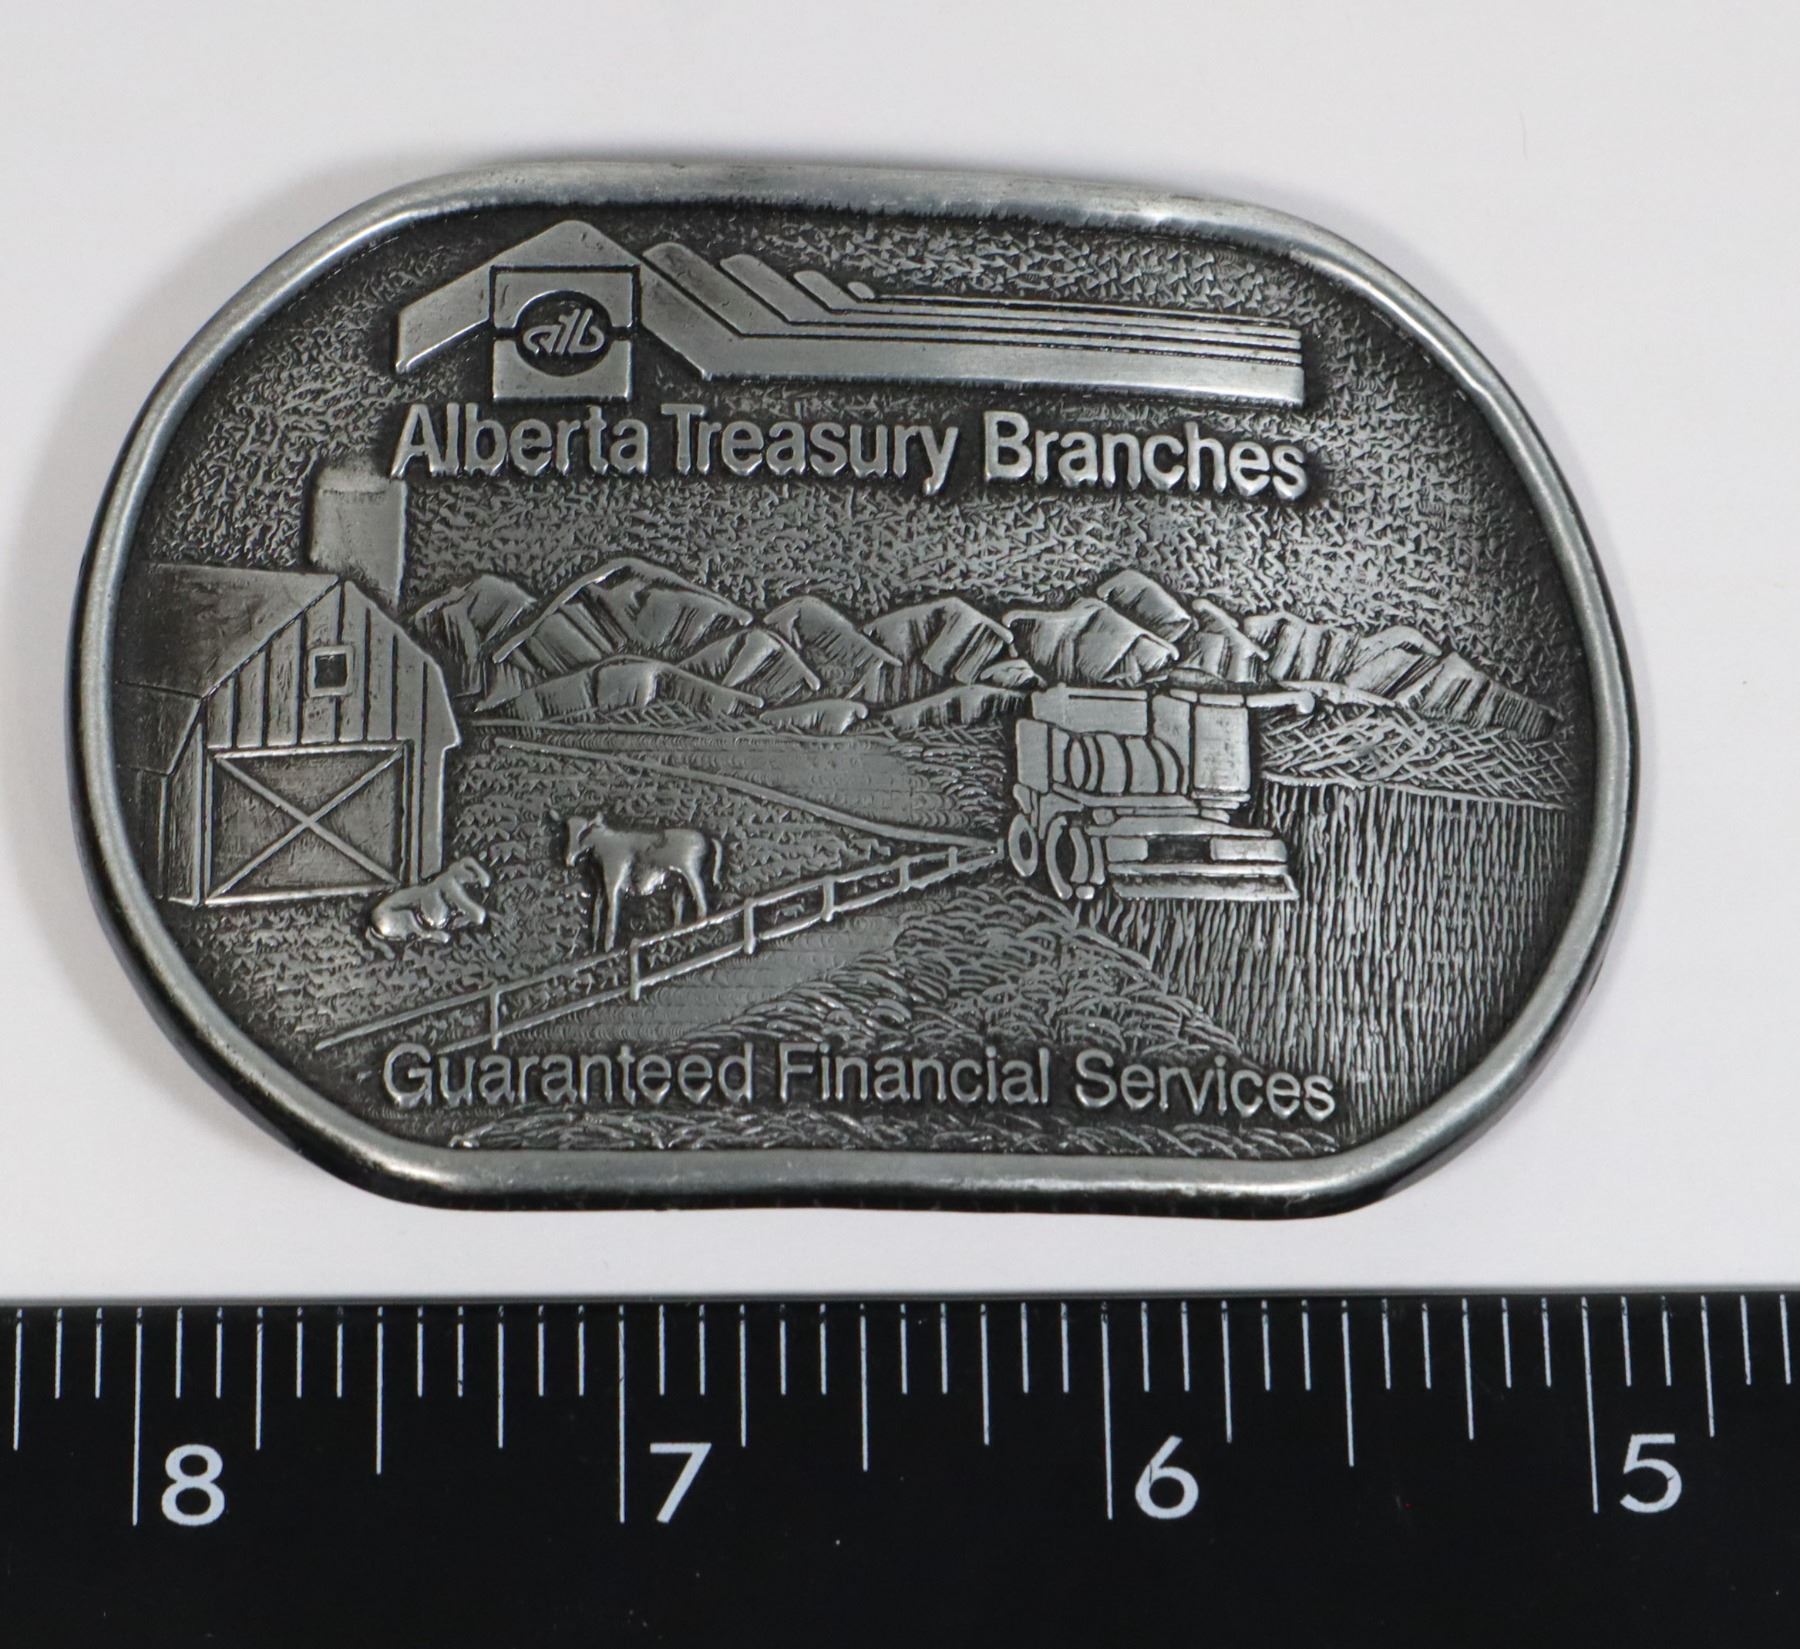 atb
Alberta Treasury Branches
Guaranteed Financial Services
8 7 6 5